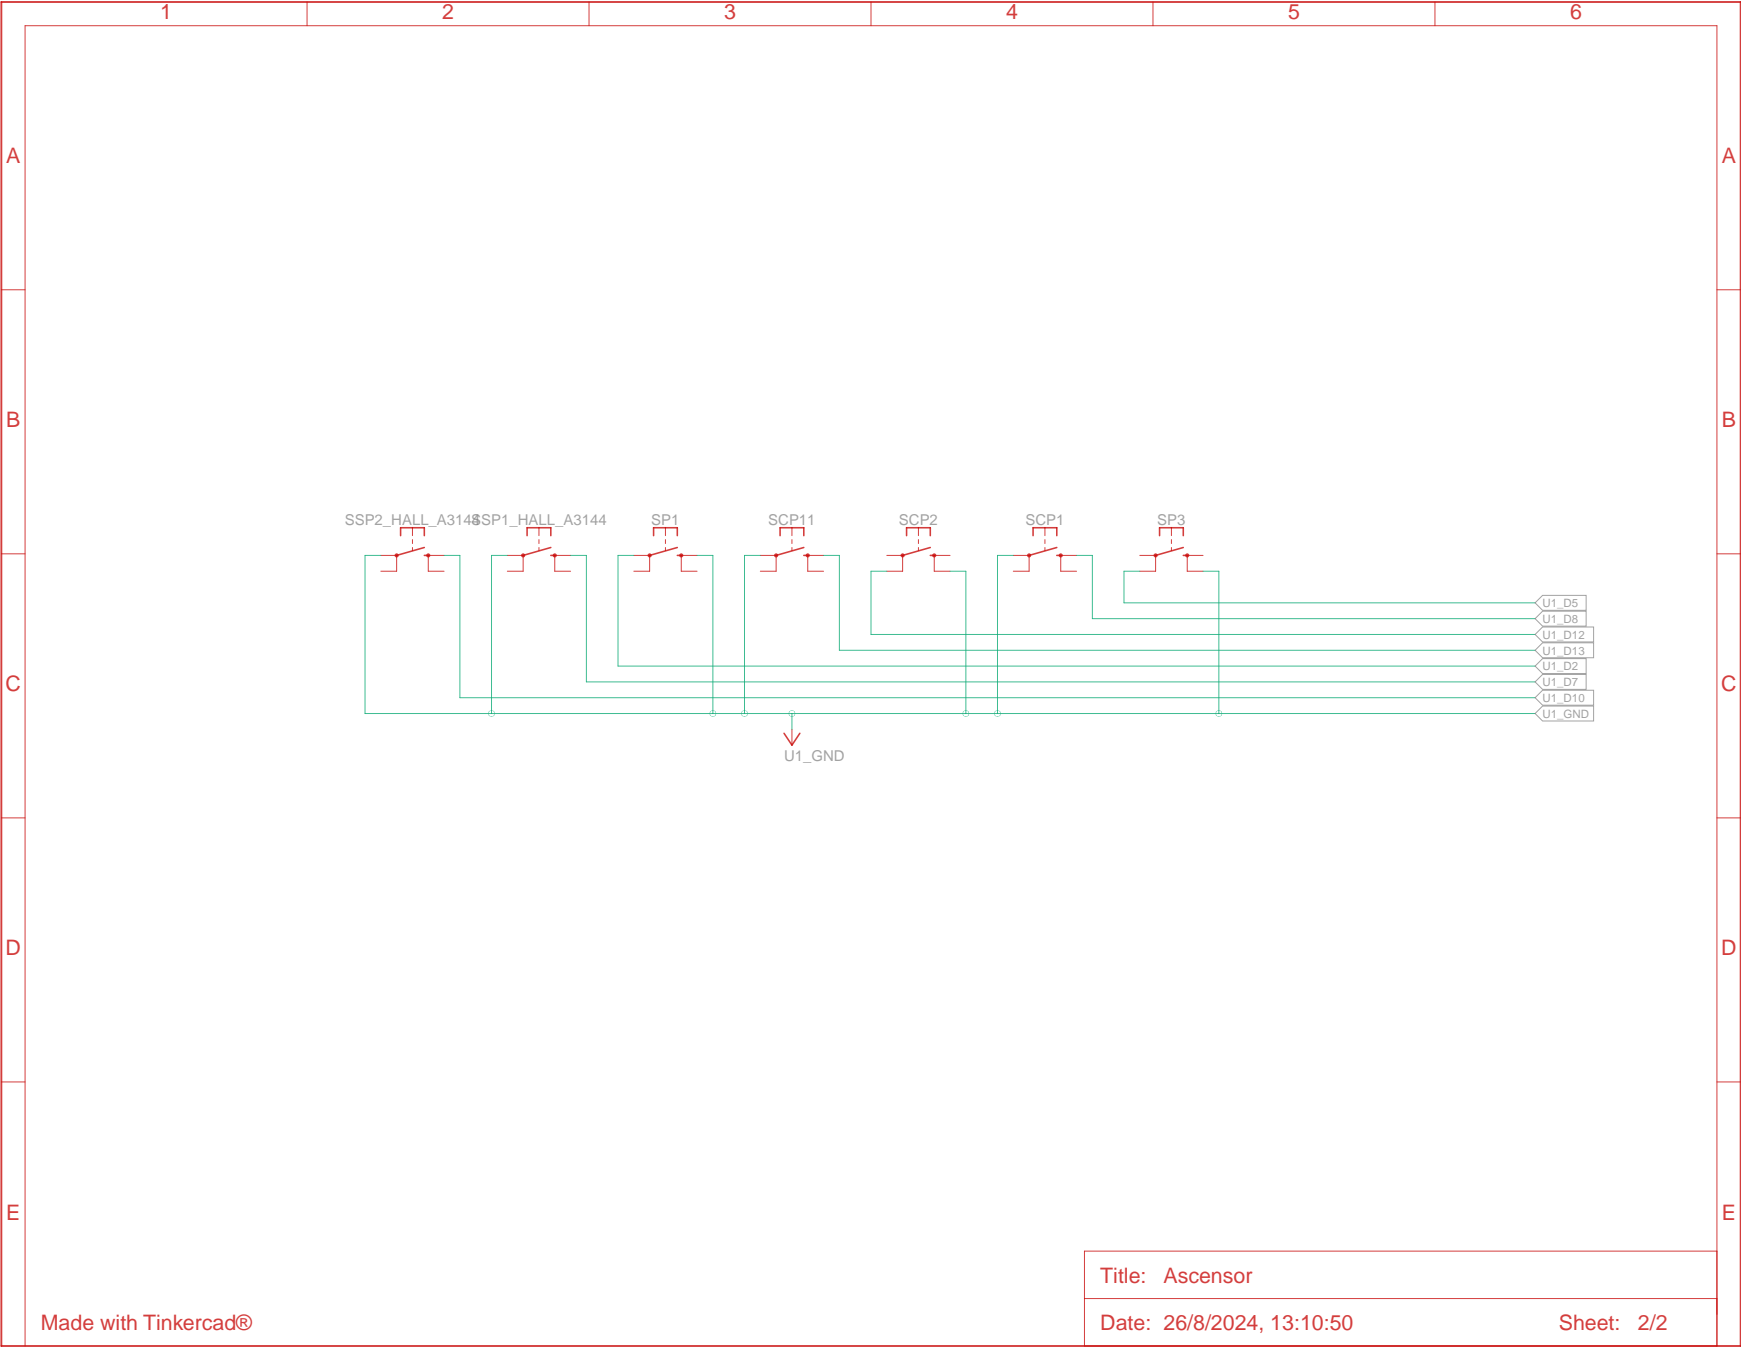 1 2 3 4 5 6
A A
B B
SSP2_HALL_A3144 SSP1_HALL_A3144 SP1 SCP11 SCP2 SCP1 SP3
U1_D5
U1_D8
U1_D12
U1_D13
U1_D2
C C
U1_D7
U1_D10
U1_GND
U1_GND
D D
E E
Title: Ascensor
Made with Tinkercad®
Date: 26/8/2024, 13:10:50 Sheet: 2/2